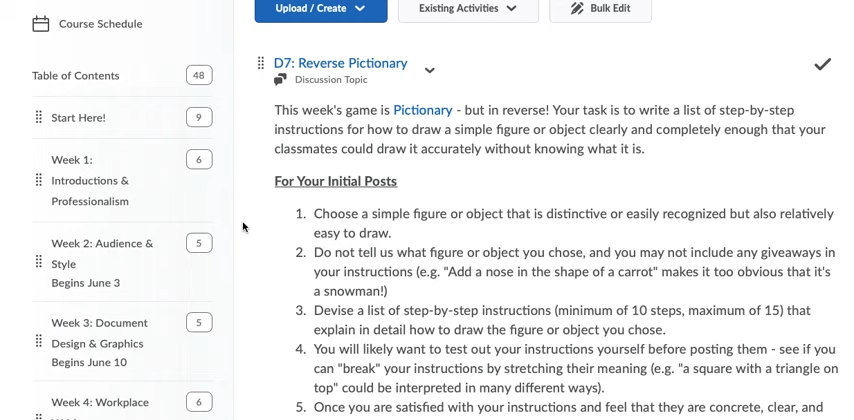 Course Schedule
Table of Contents 48
Start Here! 9
Week 1: 6
Introductions &
Professionalism
Week 2: Audience & 5
Style
Begins June 3
Week 3: Document 5
Design & Graphics
Begins June 10
Week 4: Workplace 6
Upload / Create
Existing Activities
Bulk Edit
D7: Reverse Pictionary
Discussion Topic
This week's game is Pictionary - but in reverse! Your task is to write a list of step-by-step
instructions for how to draw a simple figure or object clearly and completely enough that your
classmates could draw it accurately without knowing what it is.
For Your Initial Posts
1. Choose a simple figure or object that is distinctive or easily recognized but also relatively
easy to draw.
2. Do not tell us what figure or object you chose, and you may not include any giveaways in
your instructions (e.g. "Add a nose in the shape of a carrot" makes it too obvious that it's
a snowman!)
3. Devise a list of step-by-step instructions (minimum of 10 steps, maximum of 15) that
explain in detail how to draw the figure or object you chose.
4. You will likely want to test out your instructions yourself before posting them - see if you
can "break" your instructions by stretching their meaning (e.g. "a square with a triangle on
top" could be interpreted in many different ways).
5. Once you are satisfied with your instructions and feel that they are concrete, clear, and